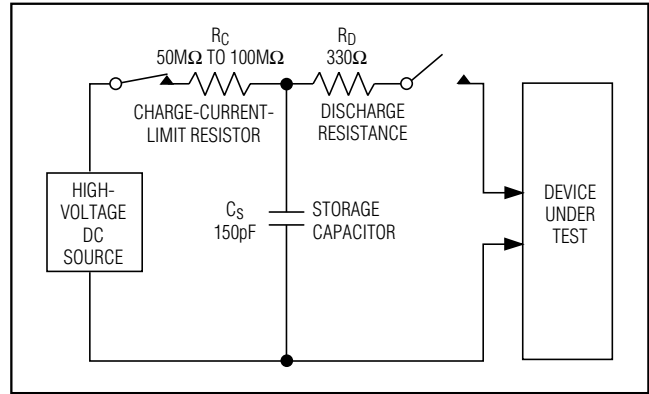 R_C
50MΩ TO 100MΩ
CHARGE-CURRENT-
LIMIT RESISTOR
R_D
330Ω
DISCHARGE
RESISTANCE
HIGH-
VOLTAGE
DC
SOURCE
C_S
150pF
STORAGE
CAPACITOR
DEVICE
UNDER
TEST